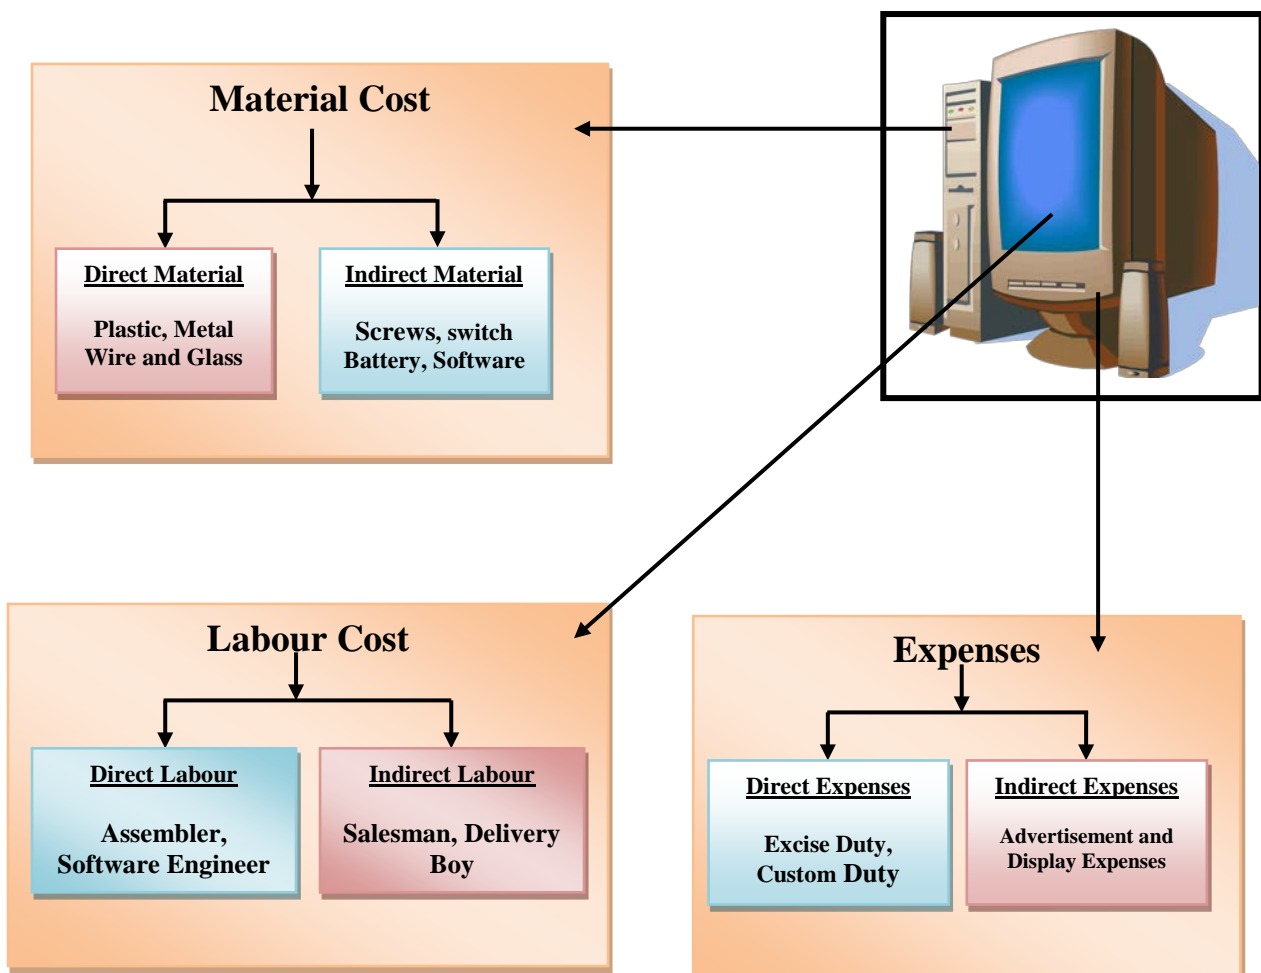 Material Cost
Direct Material
Plastic, Metal
Wire and Glass
Indirect Material
Screws, switch
Battery, Software
Labour Cost
Direct Labour
Assembler,
Software Engineer
Indirect Labour
Salesman, Delivery
Boy
Expenses
Direct Expenses
Excise Duty,
Custom Duty
Indirect Expenses
Advertisement and
Display Expenses